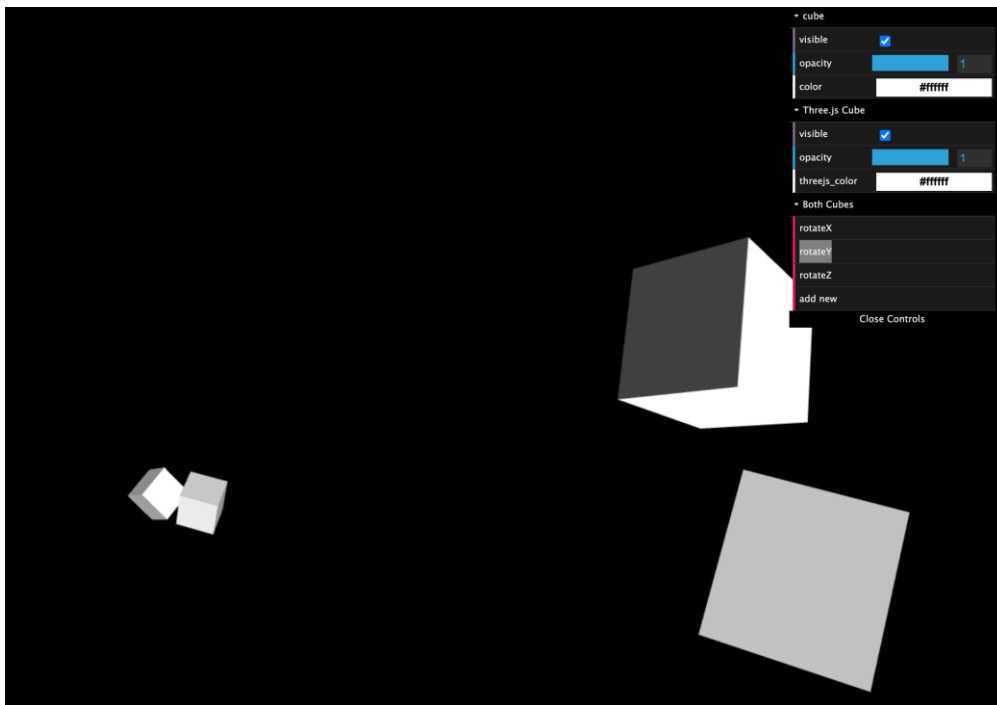 cube
visible
opacity 1
color #ffffff
Three.js Cube
visible
opacity 1
threejs_color #ffffff
Both Cubes
rotateX
rotateY
rotateZ
add new
Close Controls